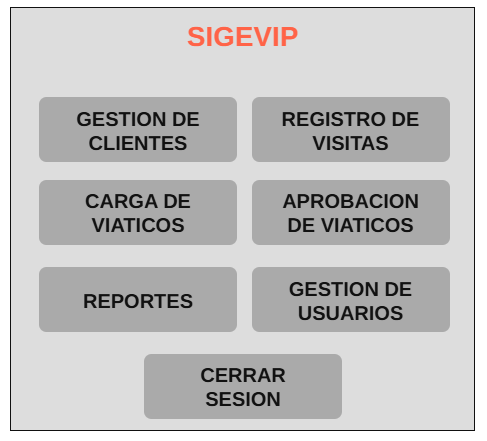 SIGEVIP
GESTION DE
CLIENTES
REGISTRO DE
VISITAS
CARGA DE
VIATICOS
APROBACION
DE VIATICOS
REPORTES
GESTION DE
USUARIOS
CERRAR
SESION